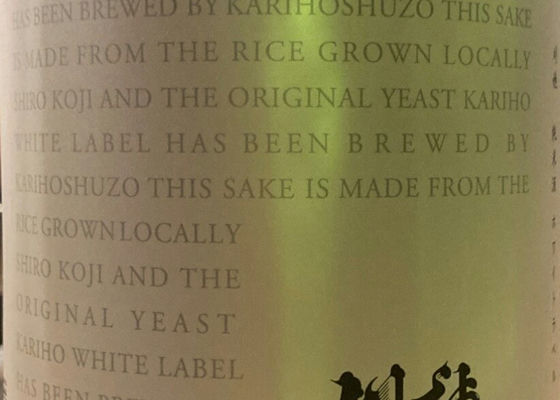 HAS BEEN BREWED BY KARIHOSHUZO THIS SAKE
IS MADE FROM THE RICE GROWN LOCALLY
SHIRO KOJI AND THE ORIGINAL YEAST KARIHO
WHITE LABEL HAS BEEN BREWED BY
KARIHOSHUZO THIS SAKE IS MADE FROM THE
RICE GROWN LOCALLY
SHIRO KOJI AND THE
ORIGINAL YEAST
KARIHO WHITE LABEL
HAS BEEN